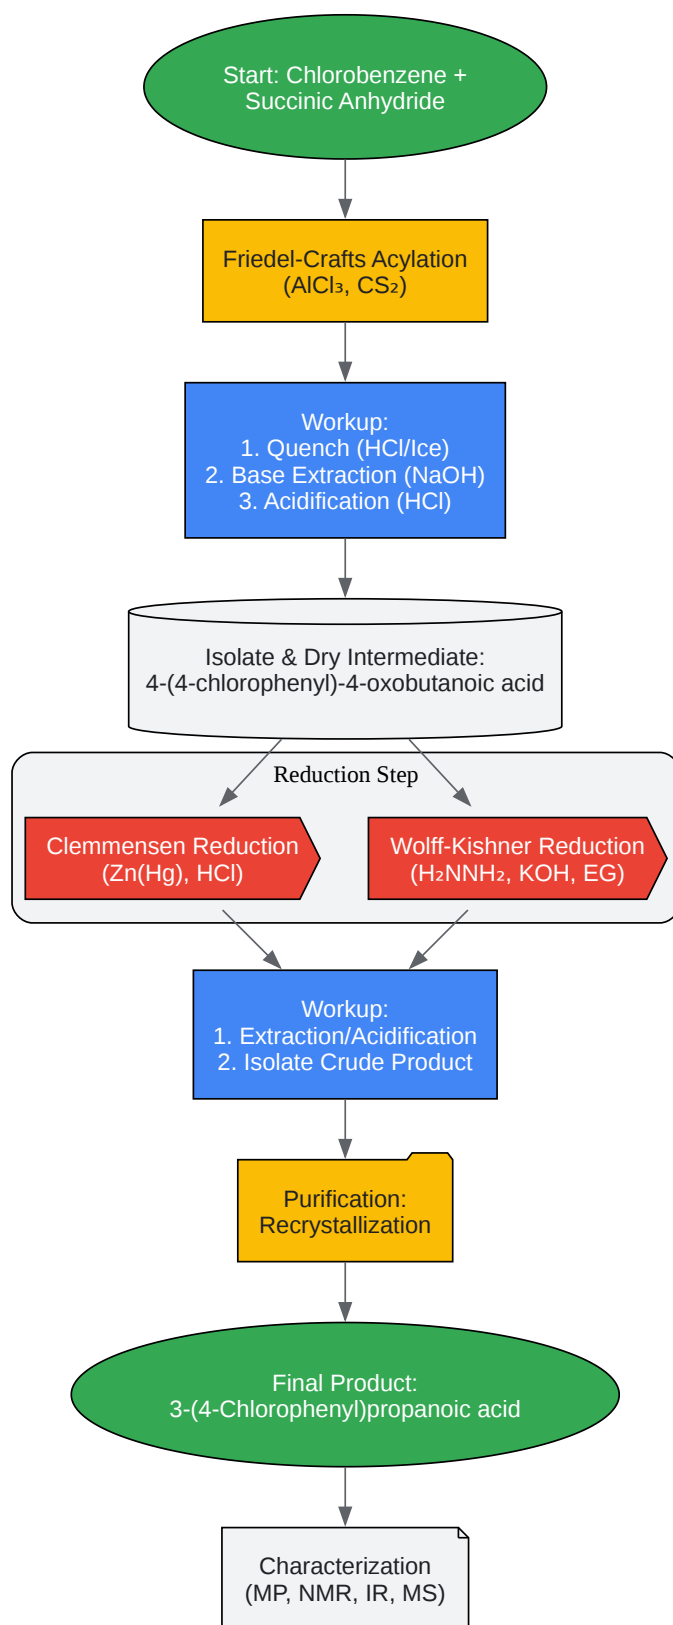 Start: Chlorobenzene +
Succinic Anhydride
Friedel-Crafts Acylation
(AlCl₃, CS₂)
Workup:
1. Quench (HCl/Ice)
2. Base Extraction (NaOH)
3. Acidification (HCl)
Isolate & Dry Intermediate:
4-(4-chlorophenyl)-4-oxobutanoic acid
Reduction Step
Clemmensen Reduction
(Zn(Hg), HCl)
Wolff-Kishner Reduction
(H₂NNH₂, KOH, EG)
Workup:
1. Extraction/Acidification
2. Isolate Crude Product
Purification:
Recrystallization
Final Product:
3-(4-Chlorophenyl)propanoic acid
Characterization
(MP, NMR, IR, MS)